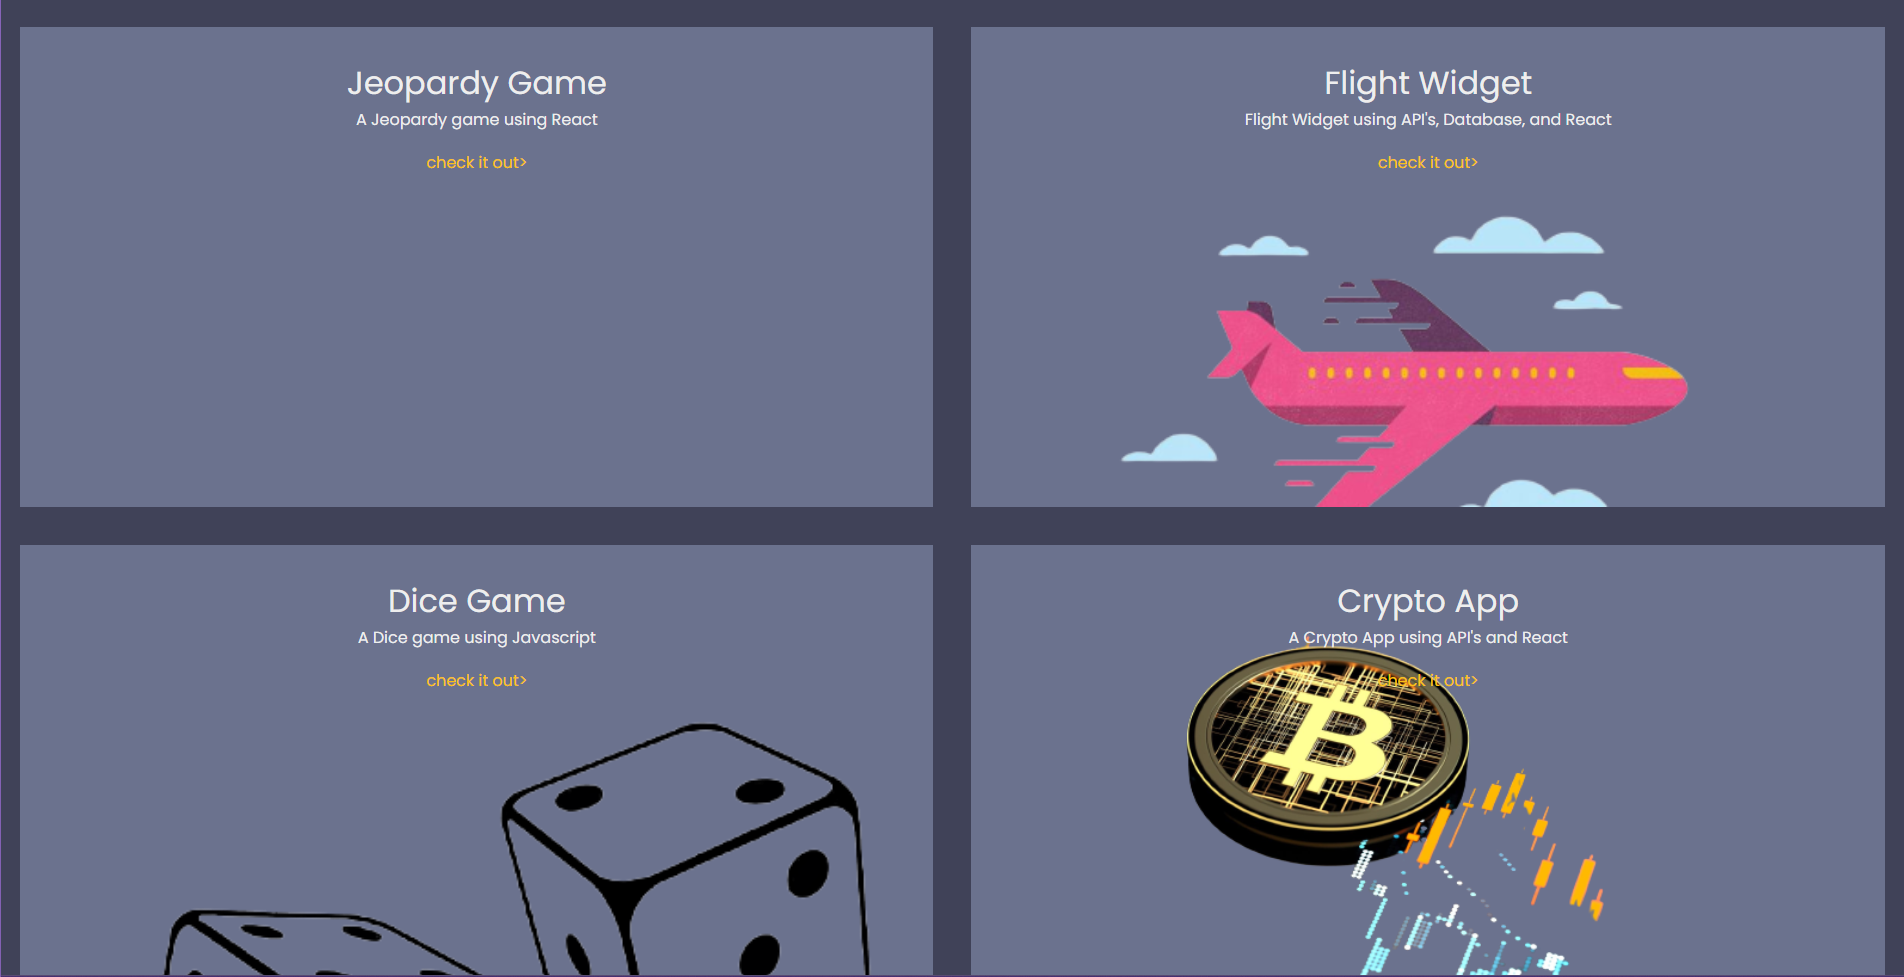 Jeopardy Game
A Jeopardy game using React
check it out>
Flight Widget
Flight Widget using API's, Database, and React
check it out>
Dice Game
A Dice game using Javascript
check it out>
Crypto App
A Crypto App using API's and React
check it out>